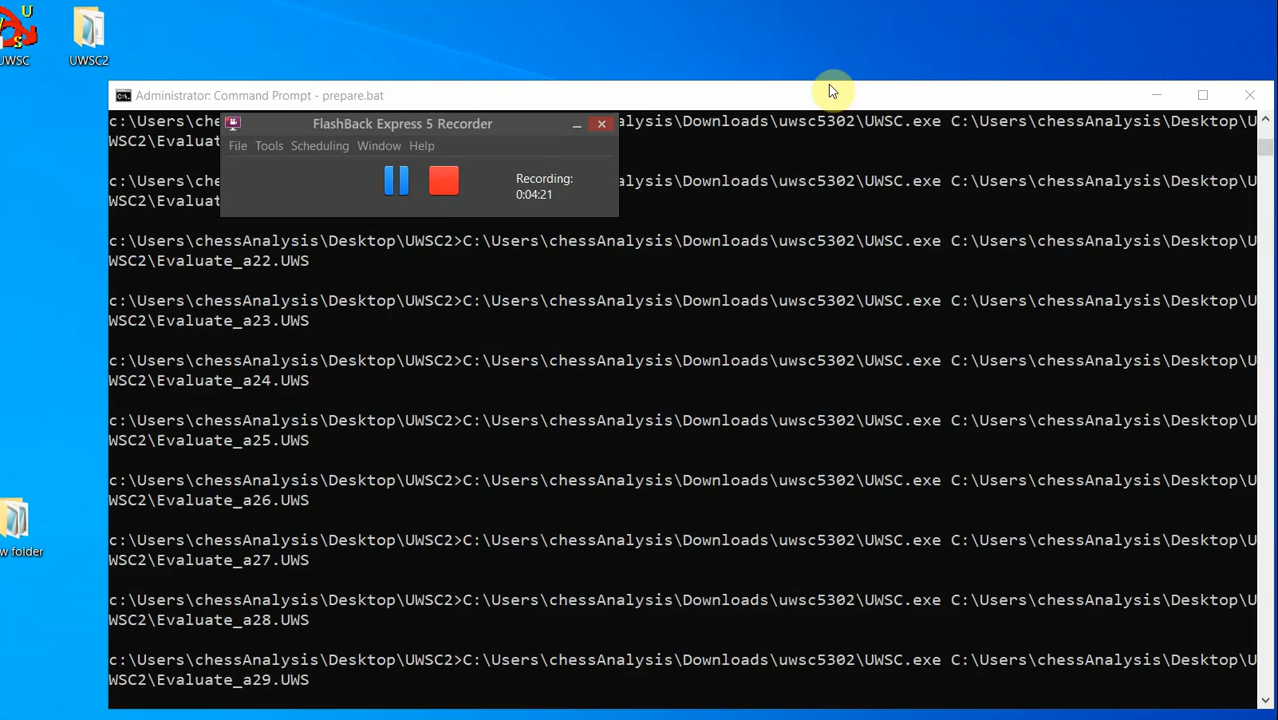 U
S
UWSC
UWSC2
Administrator: Command Prompt - prepare.bat
FlashBack Express 5 Recorder
File Tools Scheduling Window Help
Recording:
0:04:21
c:\Users\che alysis\Downloads\uwsc5302\UWSC.exe C:\Users\chessAnalysis\Desktop\U
WSC2\Evaluat
c:\Users\che alysis\Downloads\uwsc5302\UWSC.exe C:\Users\chessAnalysis\Desktop\U
WSC2\Evaluat
c:\Users\chessAnalysis\Desktop\UWSC2>C:\Users\chessAnalysis\Downloads\uwsc5302\UWSC.exe C:\Users\chessAnalysis\Desktop\U
WSC2\Evaluate_a22.UWS
c:\Users\chessAnalysis\Desktop\UWSC2>C:\Users\chessAnalysis\Downloads\uwsc5302\UWSC.exe C:\Users\chessAnalysis\Desktop\U
WSC2\Evaluate_a23.UWS
c:\Users\chessAnalysis\Desktop\UWSC2>C:\Users\chessAnalysis\Downloads\uwsc5302\UWSC.exe C:\Users\chessAnalysis\Desktop\U
WSC2\Evaluate_a24.UWS
c:\Users\chessAnalysis\Desktop\UWSC2>C:\Users\chessAnalysis\Downloads\uwsc5302\UWSC.exe C:\Users\chessAnalysis\Desktop\U
WSC2\Evaluate_a25.UWS
c:\Users\chessAnalysis\Desktop\UWSC2>C:\Users\chessAnalysis\Downloads\uwsc5302\UWSC.exe C:\Users\chessAnalysis\Desktop\U
WSC2\Evaluate_a26.UWS
c:\Users\chessAnalysis\Desktop\UWSC2>C:\Users\chessAnalysis\Downloads\uwsc5302\UWSC.exe C:\Users\chessAnalysis\Desktop\U
WSC2\Evaluate_a27.UWS
c:\Users\chessAnalysis\Desktop\UWSC2>C:\Users\chessAnalysis\Downloads\uwsc5302\UWSC.exe C:\Users\chessAnalysis\Desktop\U
WSC2\Evaluate_a28.UWS
c:\Users\chessAnalysis\Desktop\UWSC2>C:\Users\chessAnalysis\Downloads\uwsc5302\UWSC.exe C:\Users\chessAnalysis\Desktop\U
WSC2\Evaluate_a29.UWS
w folder